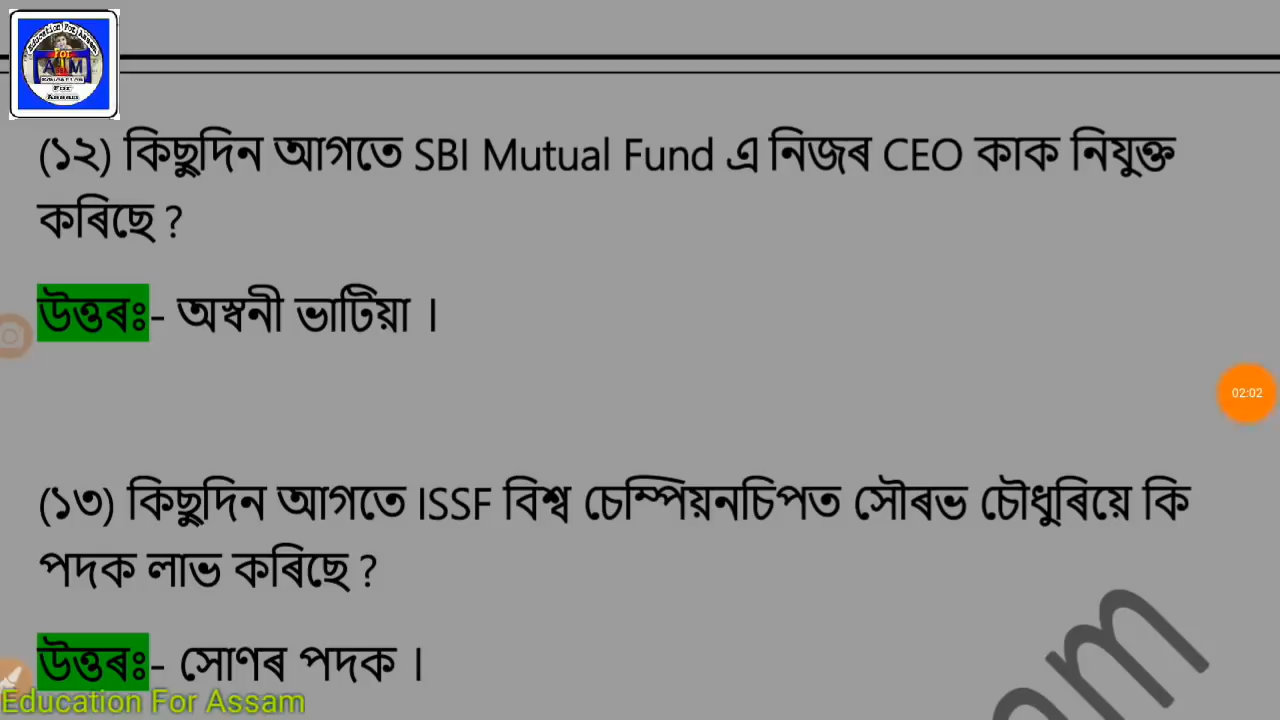 (১২) কিছুদিন আগতে SBI Mutual Fund এ নিজৰ CEO কাক নিযুক্ত
কৰিছে ?
উত্তৰঃ- অস্বনী ভাটিয়া ।
02:02
(১৩) কিছুদিন আগতে ISSF বিশ্ব চেম্পিয়নচিপত সৌৰভ চৌধুৰিয়ে কি
পদক লাভ কৰিছে ?
উত্তৰঃ- সোণৰ পদক ।
Education For Assam